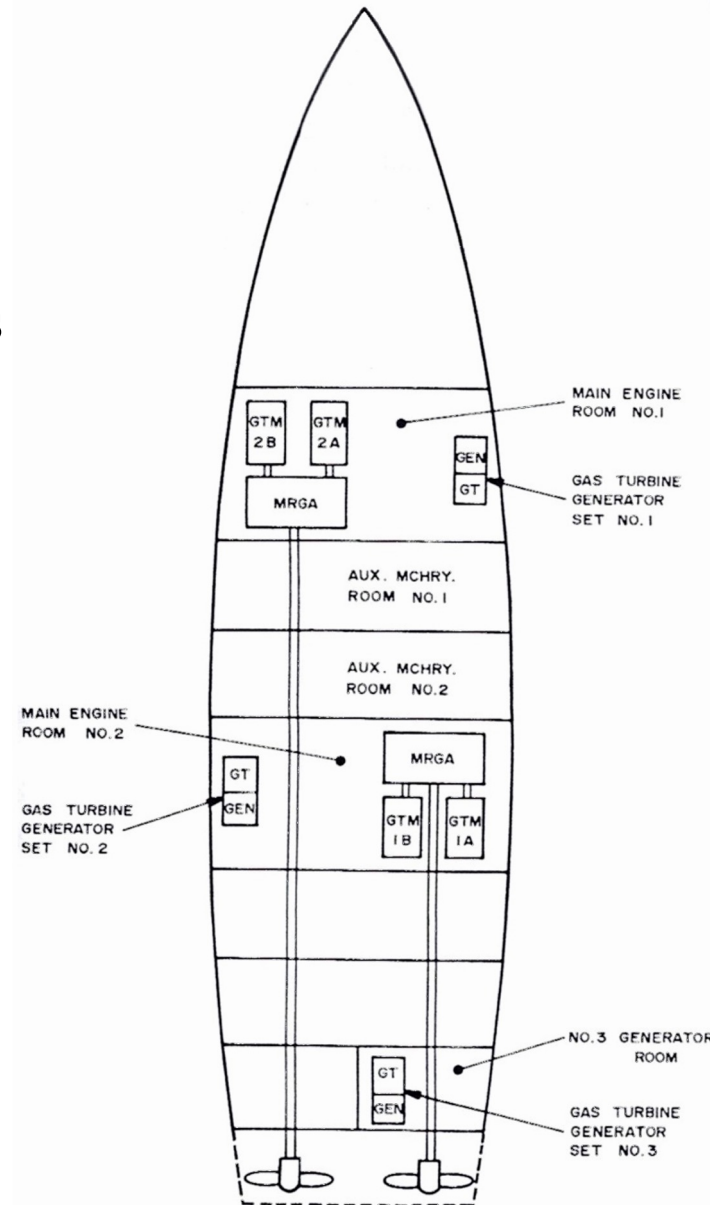 MAIN ENGINE
ROOM NO.1
GTM
2B
GTM
2A
GEN
GT
MRGA
GAS TURBINE
GENERATOR
SET NO.1
AUX. MCHRY.
ROOM NO.1
AUX. MCHRY.
ROOM NO.2
MAIN ENGINE
ROOM NO.2
MRGA
GT
GEN
GAS TURBINE
GENERATOR
SET NO.2
GTM
1B
GTM
1A
NO.3 GENERATOR
ROOM
GT
GEN
GAS TURBINE
GENERATOR
SET NO.3